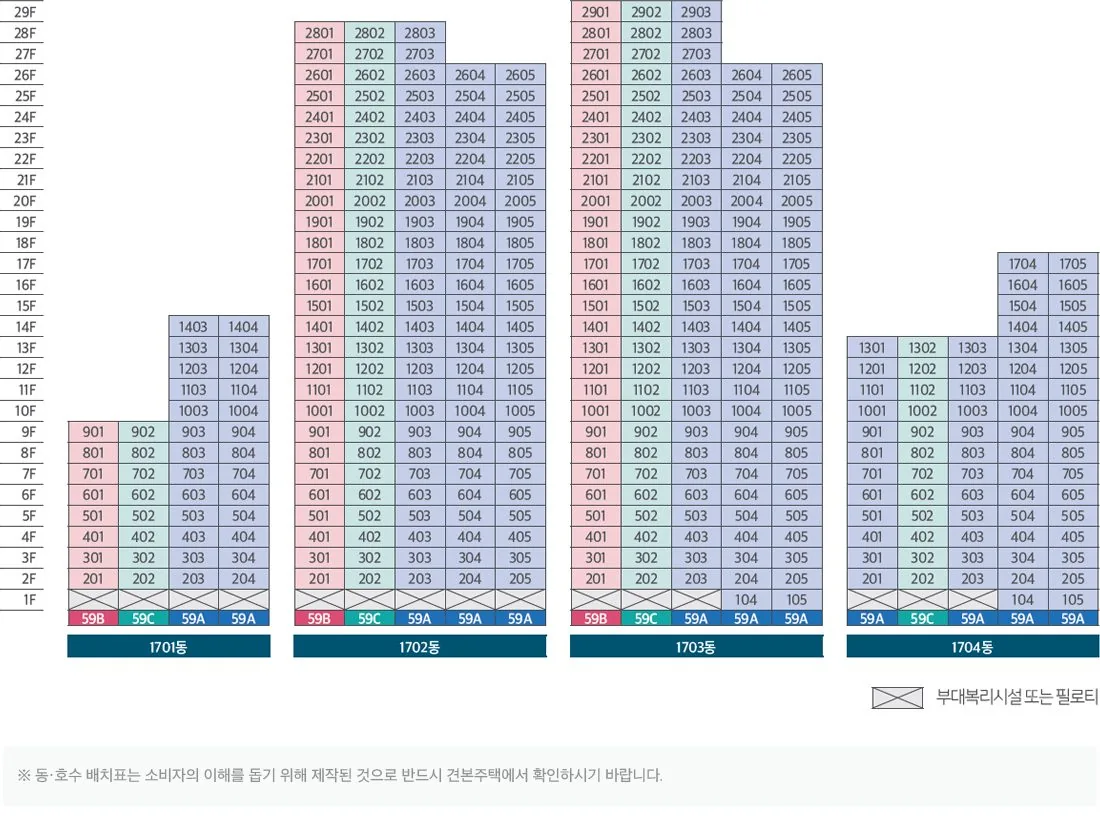 29F 2901 2902 2903
28F 2801 2802 2803 2801 2802 2803
27F 2701 2702 2703 2701 2702 2703
26F 2601 2602 2603 2604 2605 2601 2602 2603 2604 2605
25F 2501 2502 2503 2504 2505 2501 2502 2503 2504 2505
24F 2401 2402 2403 2404 2405 2401 2402 2403 2404 2405
23F 2301 2302 2303 2304 2305 2301 2302 2303 2304 2305
22F 2201 2202 2203 2204 2205 2201 2202 2203 2204 2205
21F 2101 2102 2103 2104 2105 2101 2102 2103 2104 2105
20F 2001 2002 2003 2004 2005 2001 2002 2003 2004 2005
19F 1901 1902 1903 1904 1905 1901 1902 1903 1904 1905
18F 1801 1802 1803 1804 1805 1801 1802 1803 1804 1805
17F 1701 1702 1703 1704 1705 1701 1702 1703 1704 1705 1704 1705
16F 1601 1602 1603 1604 1605 1601 1602 1603 1604 1605 1604 1605
15F 1501 1502 1503 1504 1505 1501 1502 1503 1504 1505 1504 1505
14F 1403 1404 1401 1402 1403 1404 1405 1401 1402 1403 1404 1405 1404 1405
13F 1303 1304 1301 1302 1303 1304 1305 1301 1302 1303 1304 1305 1301 1302 1303 1304 1305
12F 1203 1204 1201 1202 1203 1204 1205 1201 1202 1203 1204 1205 1201 1202 1203 1204 1205
11F 1103 1104 1101 1102 1103 1104 1105 1101 1102 1103 1104 1105 1101 1102 1103 1104 1105
10F 1003 1004 1001 1002 1003 1004 1005 1001 1002 1003 1004 1005 1001 1002 1003 1004 1005
9F 901 902 903 904 901 902 903 904 905 901 902 903 904 905 901 902 903 904 905
8F 801 802 803 804 801 802 803 804 805 801 802 803 804 805 801 802 803 804 805
7F 701 702 703 704 701 702 703 704 705 701 702 703 704 705 701 702 703 704 705
6F 601 602 603 604 601 602 603 604 605 601 602 603 604 605 601 602 603 604 605
5F 501 502 503 504 501 502 503 504 505 501 502 503 504 505 501 502 503 504 505
4F 401 402 403 404 401 402 403 404 405 401 402 403 404 405 401 402 403 404 405
3F 301 302 303 304 301 302 303 304 305 301 302 303 304 305 301 302 303 304 305
2F 201 202 203 204 201 202 203 204 205 201 202 203 204 205 201 202 203 204 205
1F 104 105 104 105
59B 59C 59A 59A 59B 59C 59A 59A 59A 59B 59C 59A 59A 59A 59A 59C 59A 59A 59A
1701동 1702동 1703동 1704동
부대복리시설 또는 필로티
※ 동·호수 배치표는 소비자의 이해를 돕기 위해 제작된 것으로 반드시 견본주택에서 확인하시기 바랍니다.